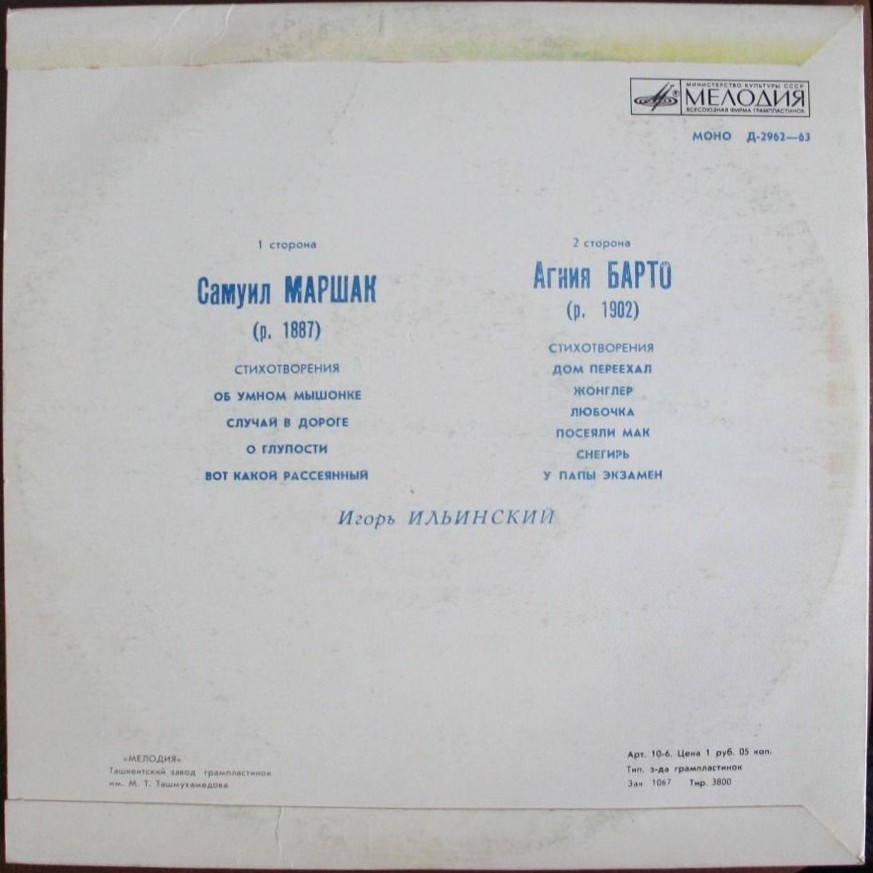 МИНИСТЕРСТВО КУЛЬТУРЫ СССР
МЕЛОДИЯ
ВСЕСОЮЗНАЯ ФИРМА ГРАМПЛАСТИНОК
МОНО Д-2962—63
1 сторона
Самуил МАРШАК
(р. 1887)
СТИХОТВОРЕНИЯ
ОБ УМНОМ МЫШОНКЕ
СЛУЧАЙ В ДОРОГЕ
О ГЛУПОСТИ
ВОТ КАКОЙ РАССЕЯННЫЙ
2 сторона
Агния БАРТО
(р. 1902)
СТИХОТВОРЕНИЯ
ДОМ ПЕРЕЕХАЛ
ЖОНГЛЕР
ЛЮБОЧКА
ПОСЕЯЛИ МАК
СНЕГИРЬ
У ПАПЫ ЭКЗАМЕН
Игорь ИЛЬИНСКИЙ
«МЕЛОДИЯ»
Ташкентский завод грампластинок
им. М. Т. Ташмухамедова
Арт. 10-6. Цена 1 руб. 05 коп.
Тип. з-да грампластинок
Зак 1067 Тир. 3800